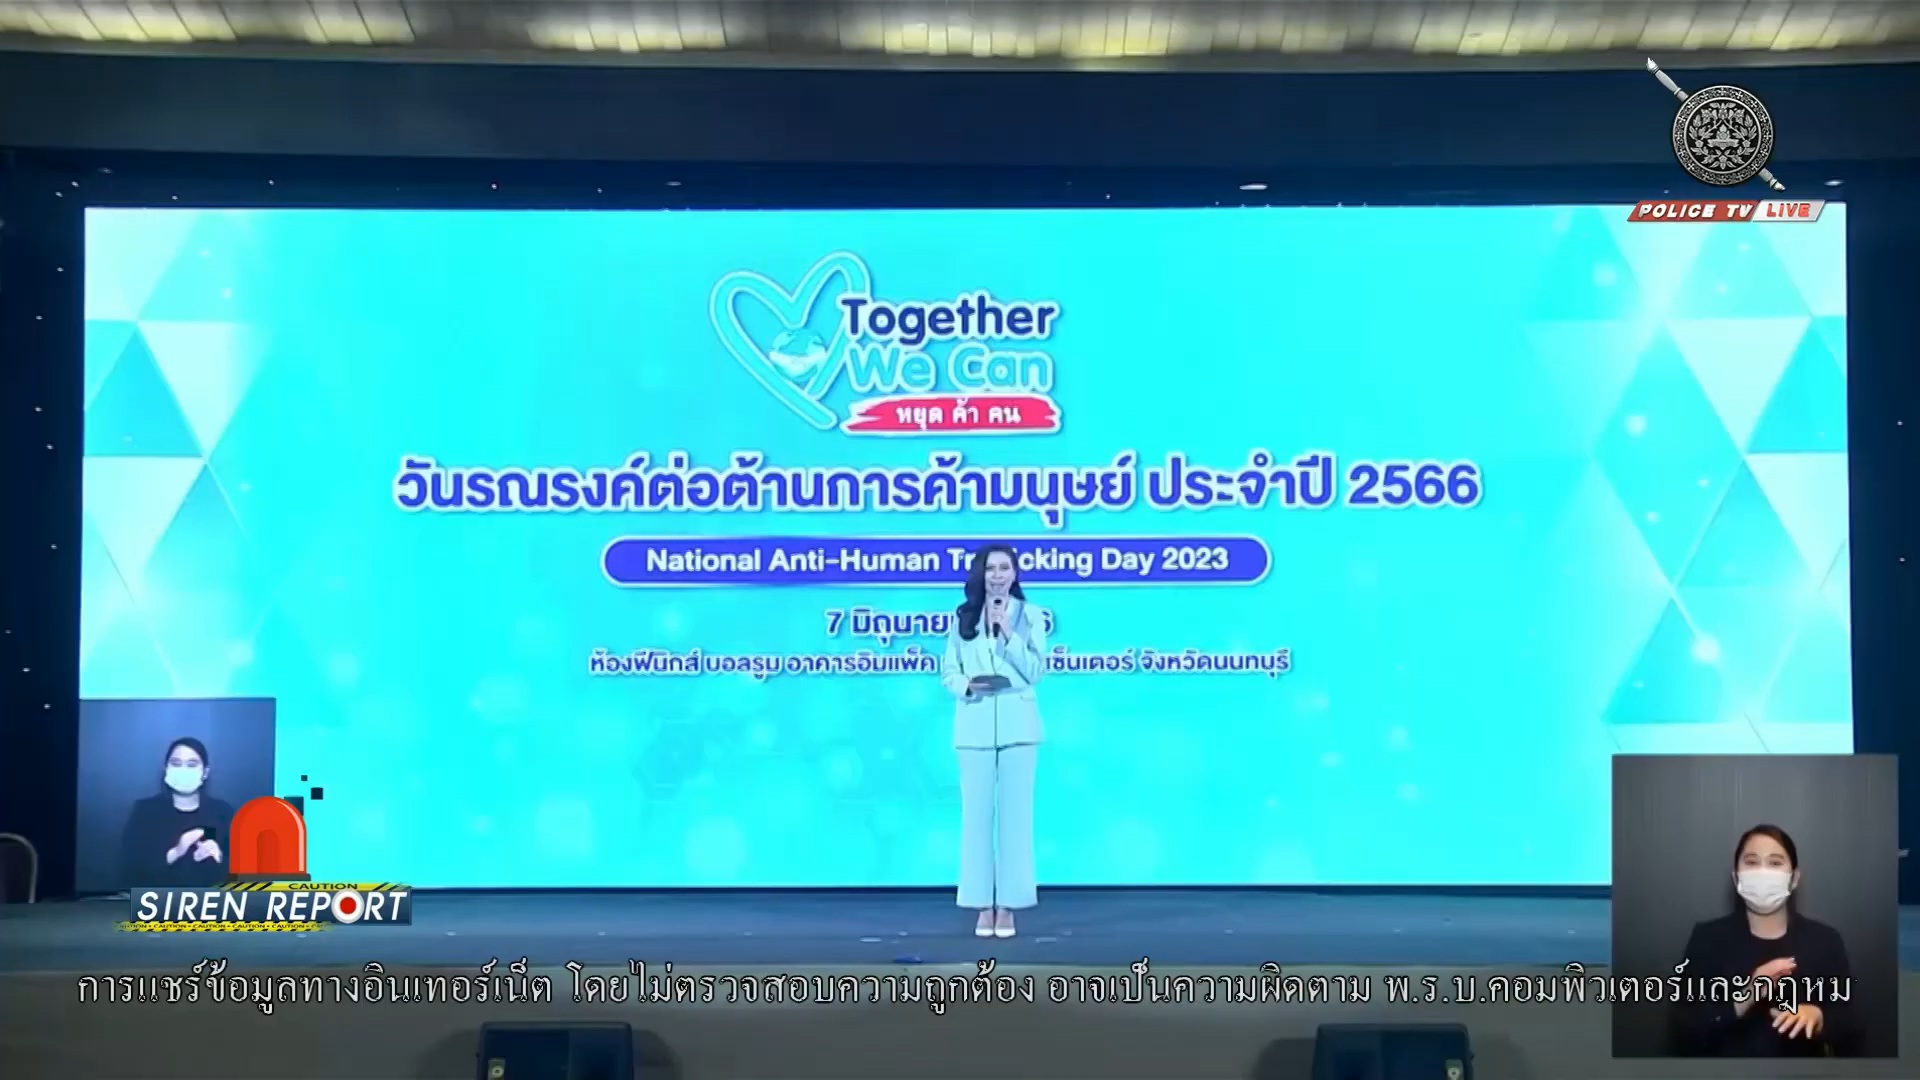 POLICE TV LIVE
Together
We Can
หยุด ค้า คน
วันรณรงค์ต่อต้านการค้ามนุษย์ ประจำปี 2566
National Anti-Human Tr icking Day 2023
7 มิถุนาย 6
ห้องฟีนิกส์ บอลรูม อาคารอิมแพ็ค เซ็นเตอร์ จังหวัดนนทบุรี
CAUTION
SIREN REPORT
CAUTION • CAUTION • CAUTION • CAUTION
การแชร์ข้อมูลทางอินเทอร์เน็ต โดยไม่ตรวจสอบความถูกต้อง อาจเป็นความผิดตาม พ.ร.บ.คอมพิวเตอร์และกฎหม